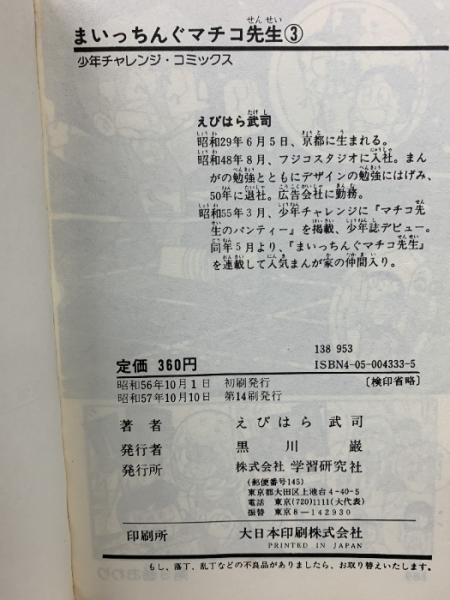 まいっちんぐマチコ先生③
少年チャレンジ・コミックス
えびはら武司
昭和29年6月5日、京都に生まれる。
昭和48年8月、フジコスタジオに入社。まん
がの勉強とともにデザインの勉強にはげみ、
50年に退社。広告会社に勤務。
昭和55年3月、少年チャレンジに『マチコ先
生のパンティー』を掲載、少年誌デビュー。
同年5月より、『まいっちんぐマチコ先生』
を連載して人気まんが家の仲間入り。
138 953
定価 360円 ISBN4-05-004333-5
昭和56年10月1日 初刷発行 〔検印省略〕
昭和57年10月10日 第14刷発行
著者 えびはら 武司
発行者 黒川 巌
発行所 株式会社 学習研究社
(郵便番号145)
東京都大田区上池台4-40-5
電話 東京(720)1111(大代表)
振替 東京8-142930
印刷所 大日本印刷株式会社
PRINTED IN JAPAN
もし、落丁、乱丁などの不良品がありましたら、お取り替えいたします。